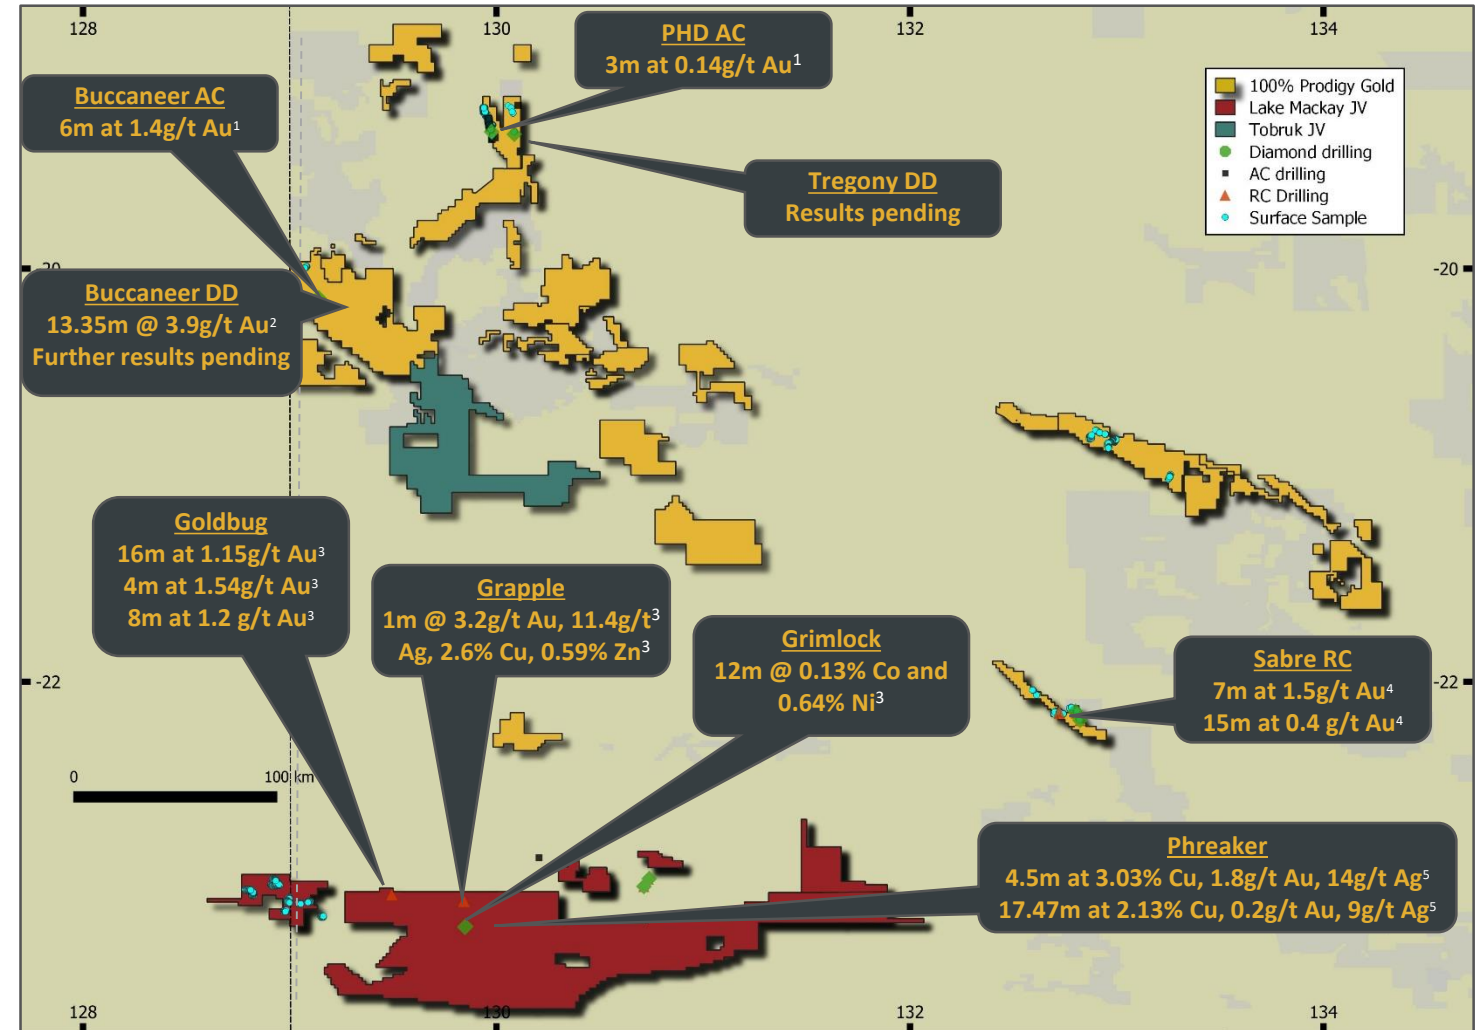 128
130
132
134
PHD AC
3m at 0.14g/t Au¹
Buccaneer AC
6m at 1.4g/t Au¹
100% Prodigy Gold
Lake Mackay JV
Tobruk JV
Diamond drilling
AC drilling
RC Drilling
Surface Sample
Tregony DD
Results pending
-20
-20
Buccaneer DD
13.35m @ 3.9g/t Au²
Further results pending
Goldbug
16m at 1.15g/t Au³
4m at 1.54g/t Au³
8m at 1.2 g/t Au³
Grapple
1m @ 3.2g/t Au, 11.4g/t³
Ag, 2.6% Cu, 0.59% Zn³
Grimlock
12m @ 0.13% Co and
0.64% Ni³
Sabre RC
7m at 1.5g/t Au⁴
15m at 0.4 g/t Au⁴
-22
-22
0
100 km
Phreaker
4.5m at 3.03% Cu, 1.8g/t Au, 14g/t Ag⁵
17.47m at 2.13% Cu, 0.2g/t Au, 9g/t Ag⁵
128
130
132
134